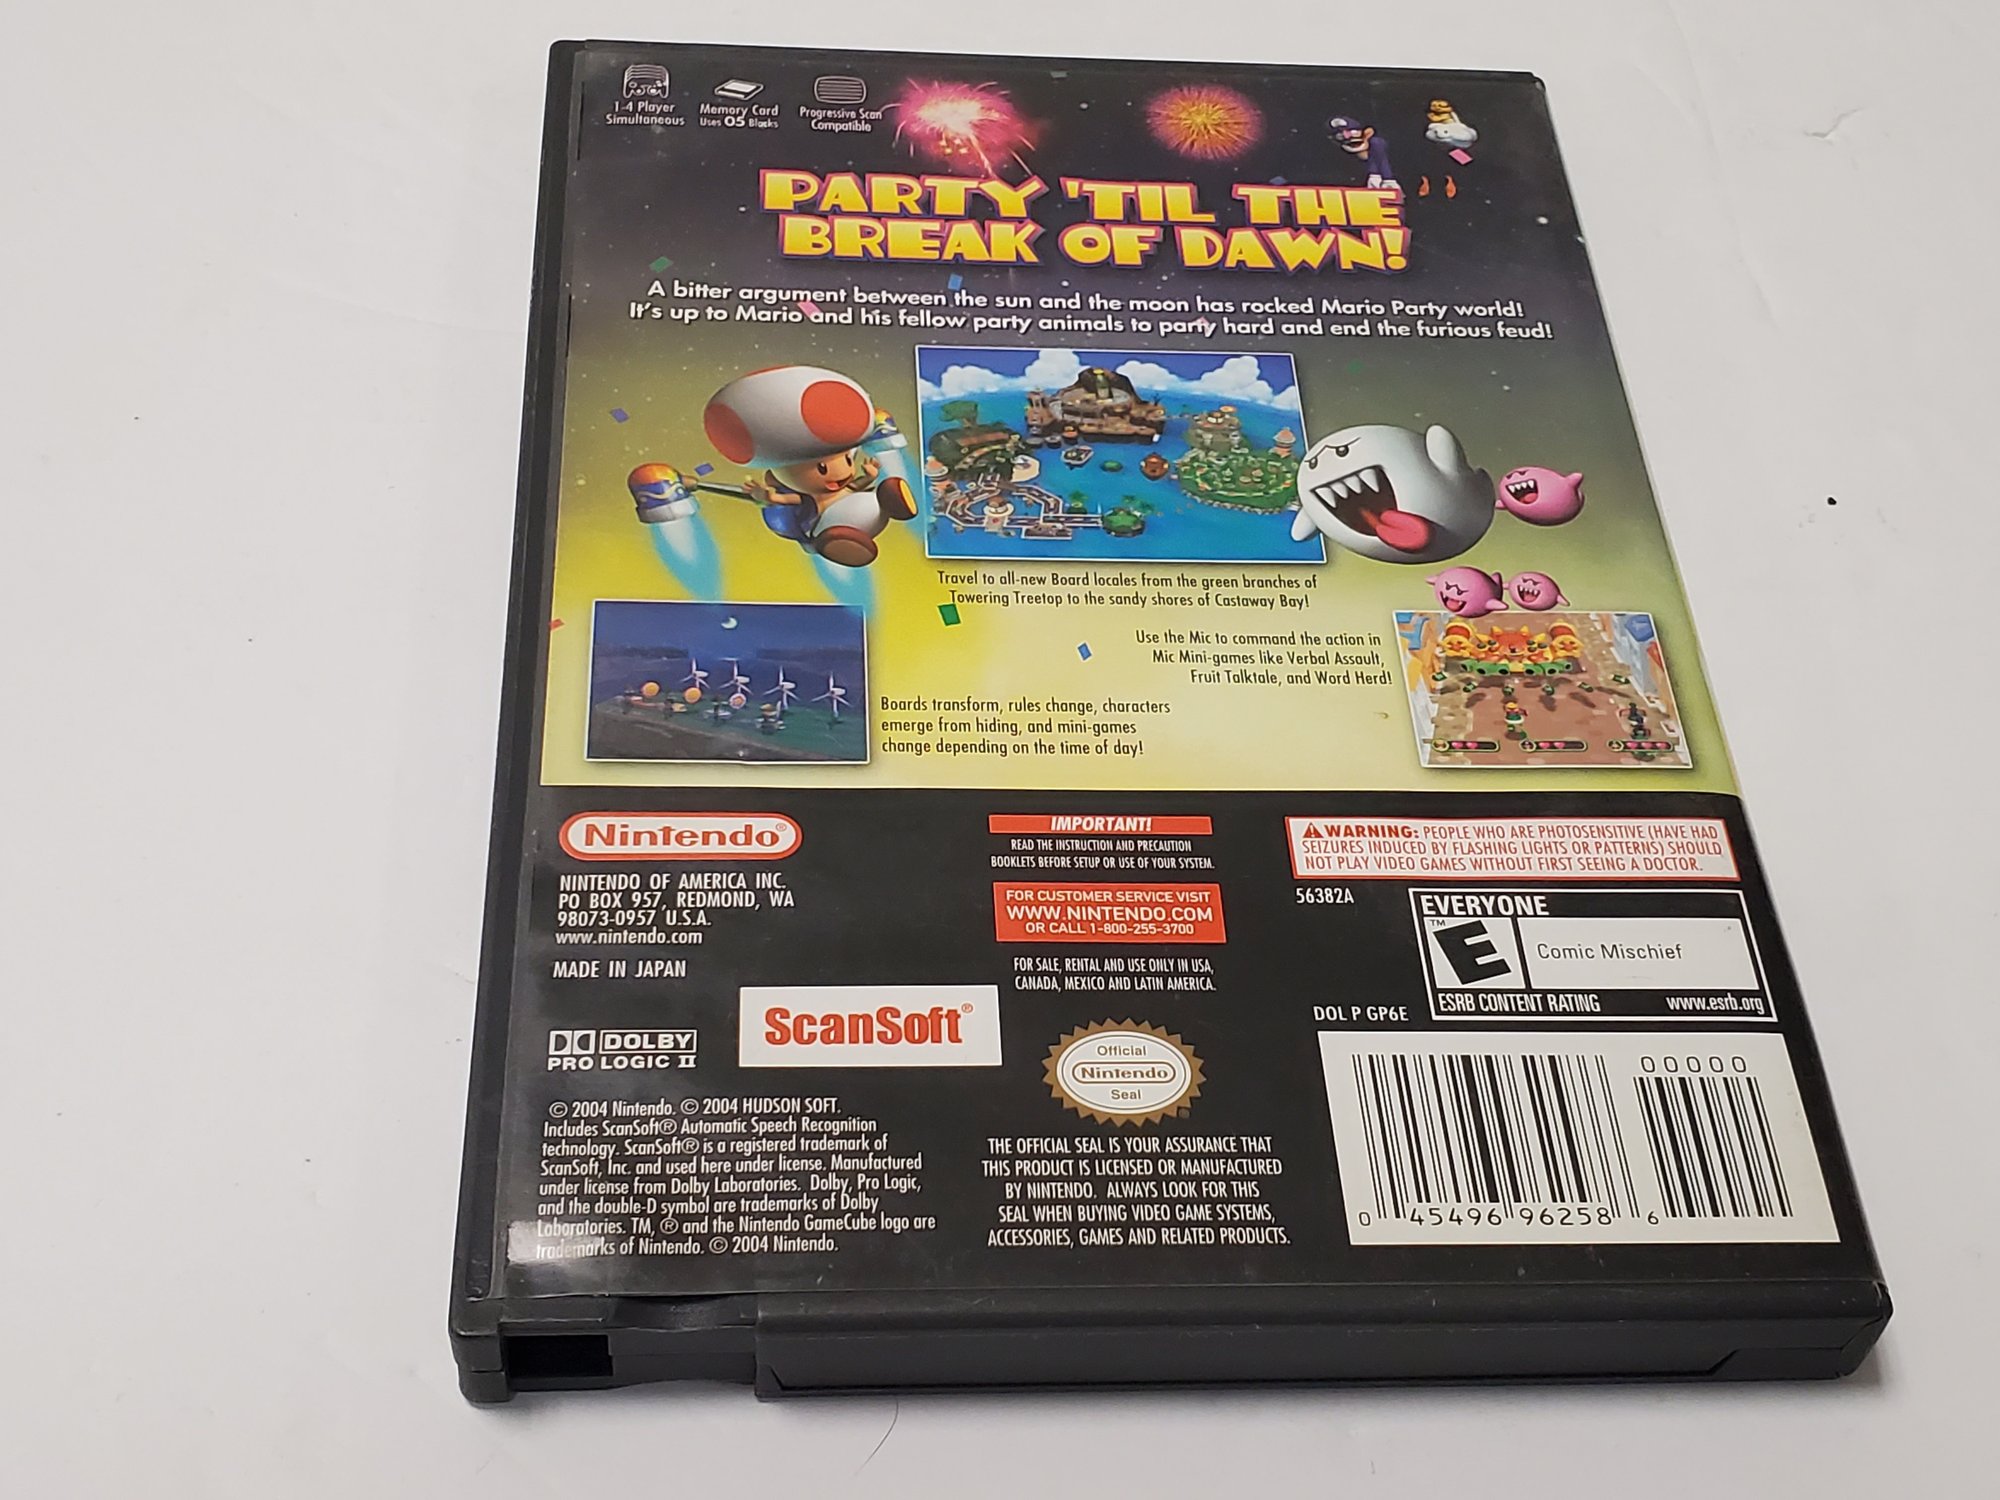 1-4 Player
Simultaneous
Memory Card
Uses 05 Blocks
Progressive Scan
Compatible
PARTY 'TIL THE
BREAK OF DAWN!
A bitter argument between the sun and the moon has rocked Mario Party world!
It's up to Mario and his fellow party animals to party hard and end the furious feud!
Travel to all-new Board locales from the green branches of
Towering Treetop to the sandy shores of Castaway Bay!
Use the Mic to command the action in
Mic Mini-games like Verbal Assault,
Fruit Talktale, and Word Herd!
Boards transform, rules change, characters
emerge from hiding, and mini-games
change depending on the time of day!
Nintendo®
NINTENDO OF AMERICA INC.
PO BOX 957, REDMOND, WA
98073-0957 U.S.A.
www.nintendo.com
MADE IN JAPAN
DOLBY
PRO LOGIC II
ScanSoft®
© 2004 Nintendo. © 2004 HUDSON SOFT.
Includes ScanSoft® Automatic Speech Recognition
technology. ScanSoft® is a registered trademark of
ScanSoft, Inc. and used here under license. Manufactured
under license from Dolby Laboratories. Dolby, Pro Logic,
and the double-D symbol are trademarks of Dolby
Laboratories. TM, ® and the Nintendo GameCube logo are
trademarks of Nintendo. © 2004 Nintendo.
IMPORTANT!
READ THE INSTRUCTION AND PRECAUTION
BOOKLETS BEFORE SETUP OR USE OF YOUR SYSTEM.
FOR CUSTOMER SERVICE VISIT
WWW.NINTENDO.COM
OR CALL 1-800-255-3700
FOR SALE, RENTAL AND USE ONLY IN USA,
CANADA, MEXICO AND LATIN AMERICA.
Official
Nintendo
Seal
THE OFFICIAL SEAL IS YOUR ASSURANCE THAT
THIS PRODUCT IS LICENSED OR MANUFACTURED
BY NINTENDO. ALWAYS LOOK FOR THIS
SEAL WHEN BUYING VIDEO GAME SYSTEMS,
ACCESSORIES, GAMES AND RELATED PRODUCTS.
WARNING: PEOPLE WHO ARE PHOTOSENSITIVE (HAVE HAD
SEIZURES INDUCED BY FLASHING LIGHTS OR PATTERNS) SHOULD
NOT PLAY VIDEO GAMES WITHOUT FIRST SEEING A DOCTOR.
56382A
EVERYONE
TM
E
Comic Mischief
ESRB CONTENT RATING www.esrb.org
DOL P GP6E
00000
0 45496 96258 6